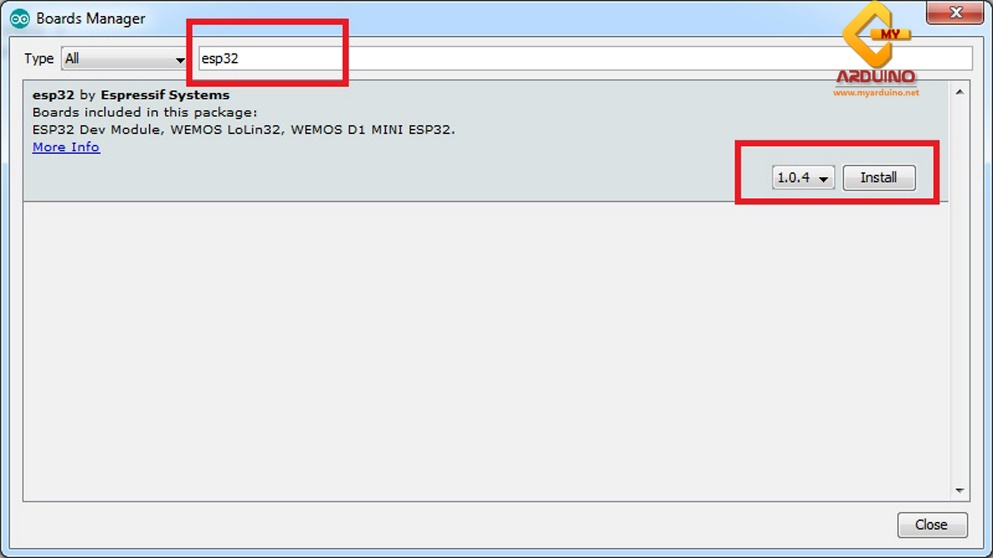 Boards Manager
Type All esp32
MY
ARDUINO
www.myarduino.net
esp32 by Espressif Systems
Boards included in this package:
ESP32 Dev Module, WEMOS LoLin32, WEMOS D1 MINI ESP32.
More Info
1.0.4 Install
Close